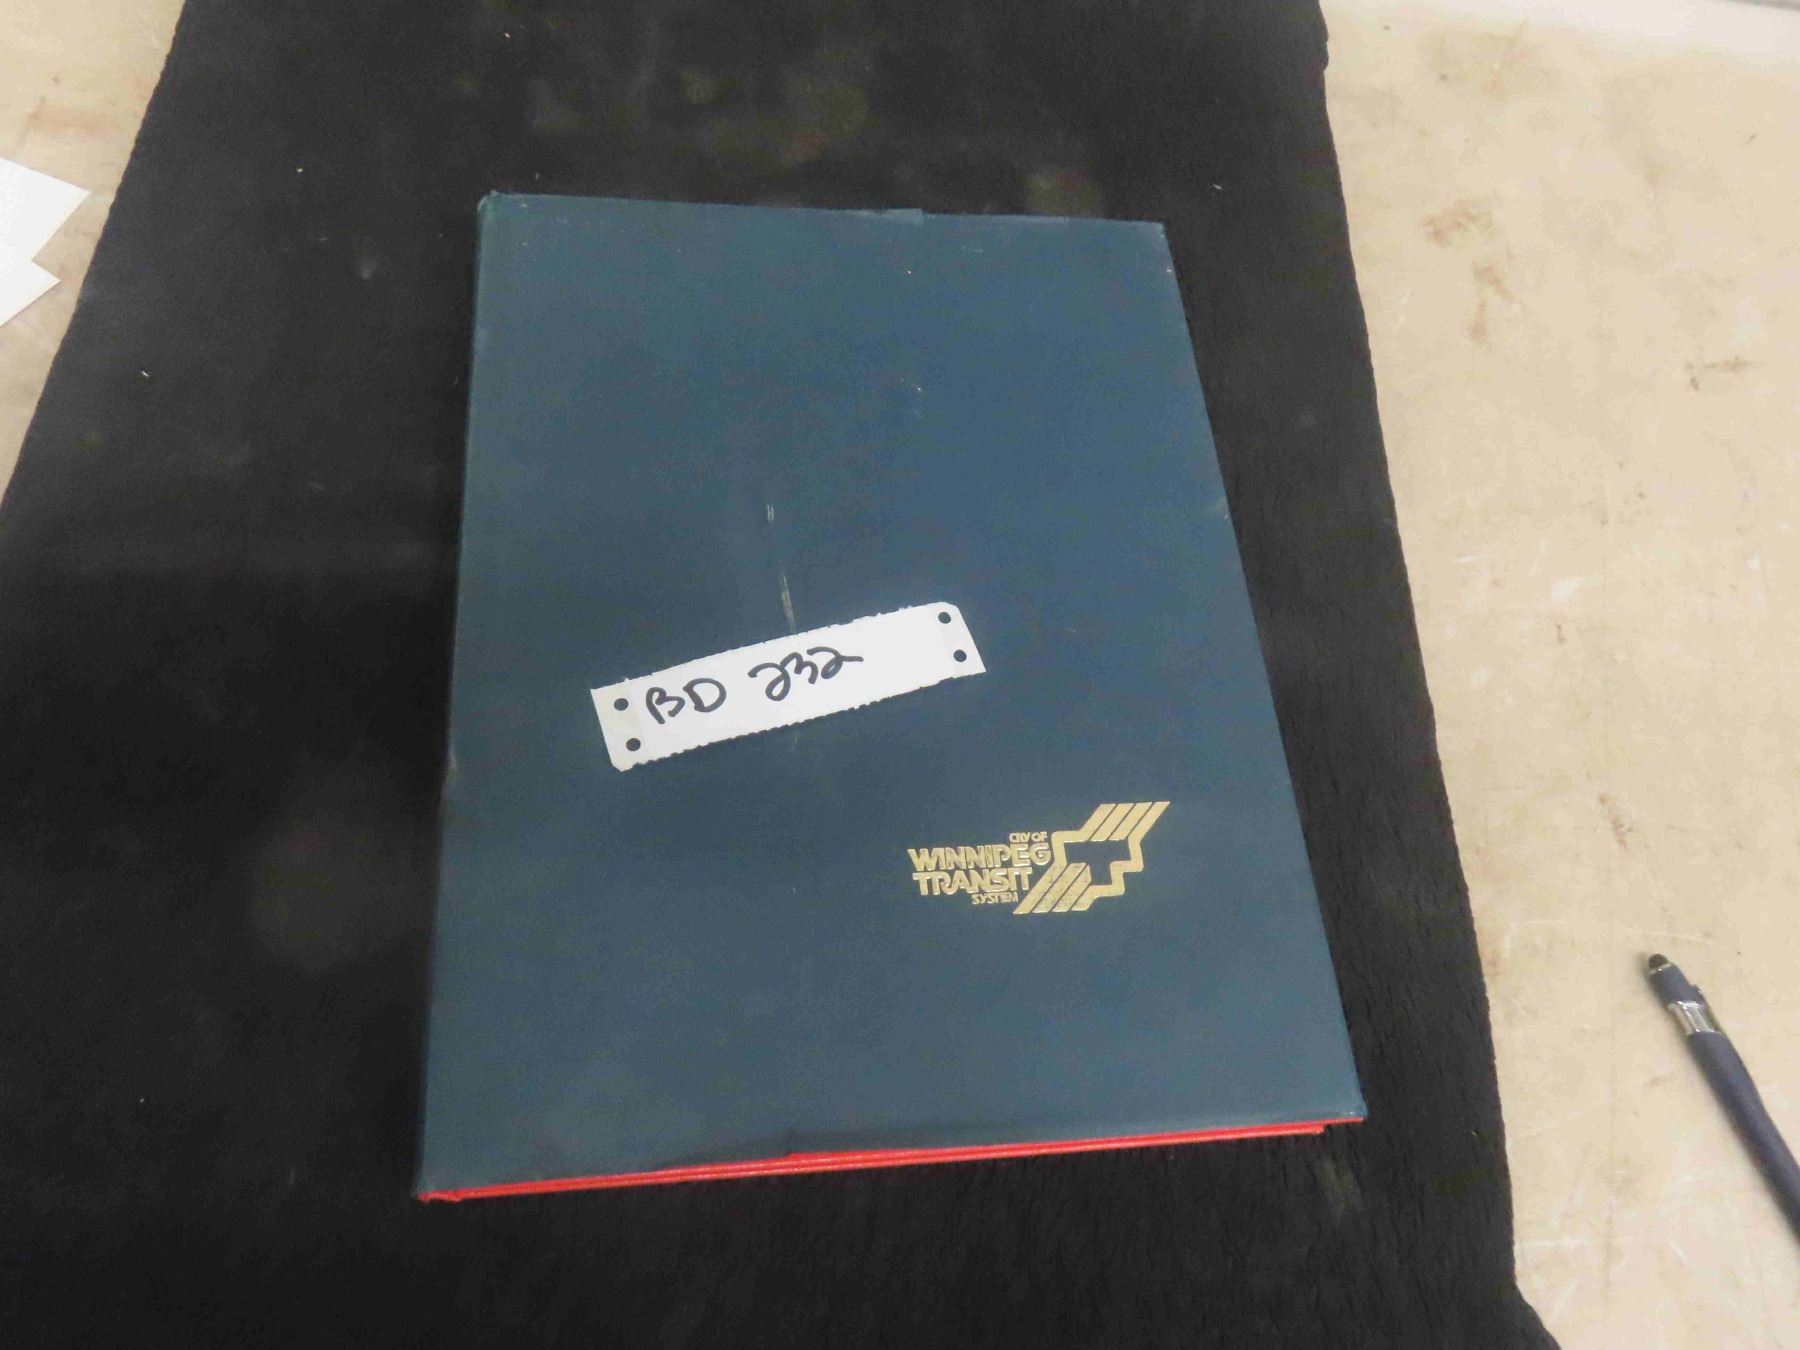 BD 232
CITY OF
WINNIPEG
TRANSIT
SYSTEM